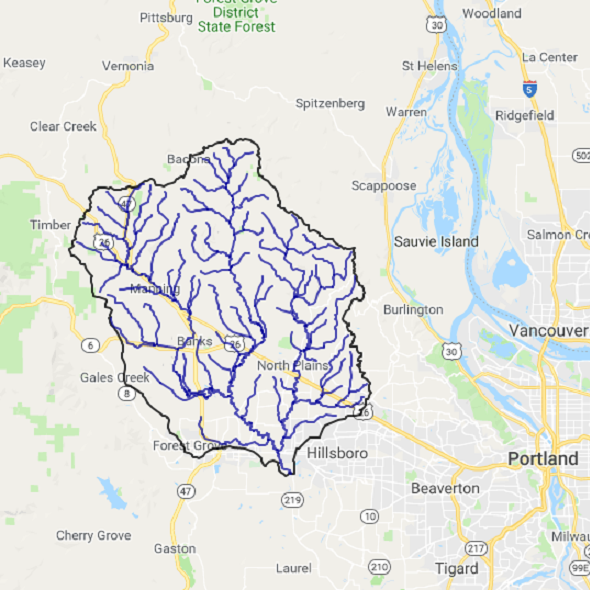 Forest Grove
District
State Forest
Pittsburg
Woodland
30
Keasey
Vernonia
St Helens
La Center
5
Spitzenberg
Warren
Ridgefield
Clear Creek
502
Bacona
Scappoose
47
Timber
26
Sauvie Island
Salmon Cre
Manning
Burlington
Vancouver
6
Banks
26
30
North Plains
Gales Creek
8
26
Forest Grove
Hillsboro
Portland
47
219
Beaverton
10
Cherry Grove
Gaston
217
Milwau
Laurel
210
Tigard
99E